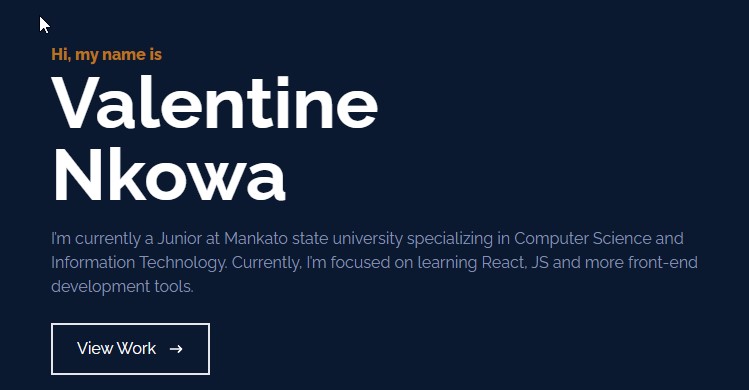 Hi, my name is
Valentine
Nkowa
I'm currently a Junior at Mankato state university specializing in Computer Science and
Information Technology. Currently, I'm focused on learning React, JS and more front-end
development tools.
View Work →